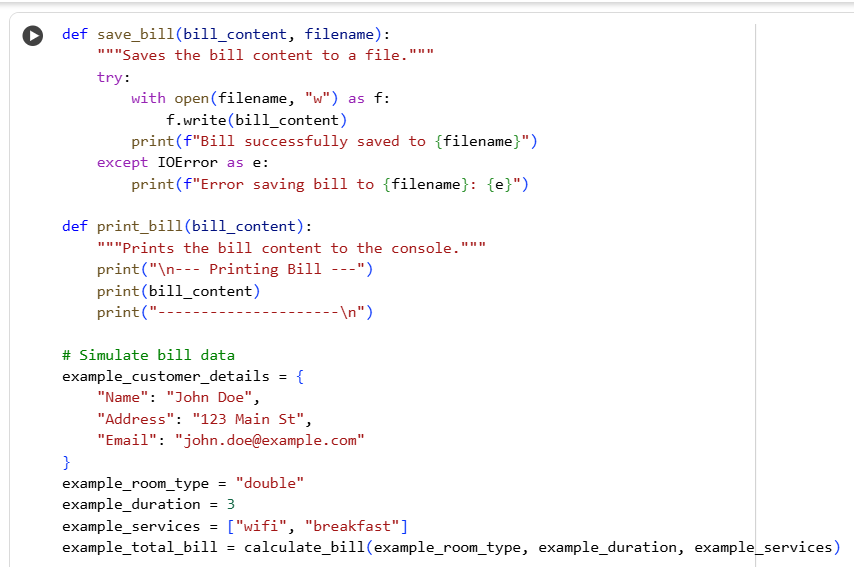 def save_bill(bill_content, filename):
    """Saves the bill content to a file."""
    try:
        with open(filename, "w") as f:
            f.write(bill_content)
        print(f"Bill successfully saved to {filename}")
    except IOError as e:
        print(f"Error saving bill to {filename}: {e}")

def print_bill(bill_content):
    """Prints the bill content to the console."""
    print("\n--- Printing Bill ---")
    print(bill_content)
    print("---------------------\n")

# Simulate bill data
example_customer_details = {
    "Name": "John Doe",
    "Address": "123 Main St",
    "Email": "john.doe@example.com"
}
example_room_type = "double"
example_duration = 3
example_services = ["wifi", "breakfast"]
example_total_bill = calculate_bill(example_room_type, example_duration, example_services)